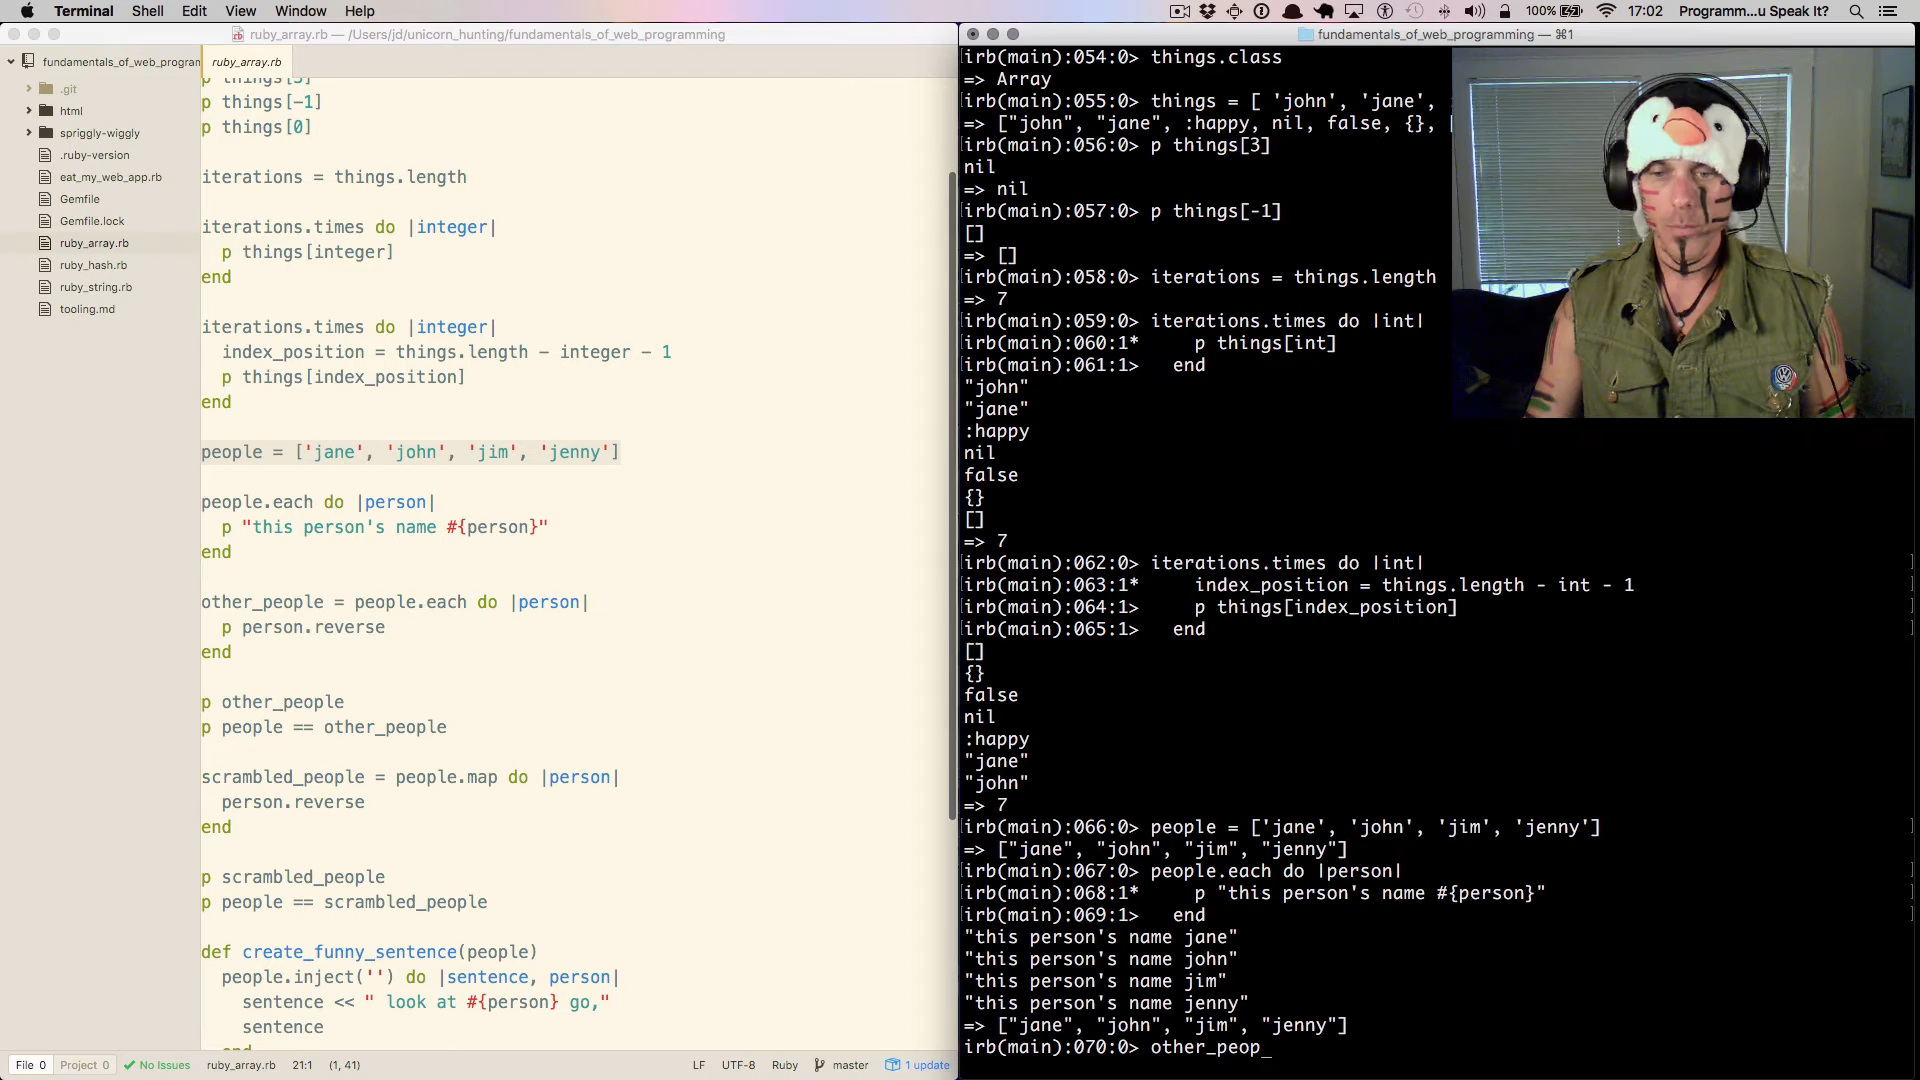 Terminal Shell Edit View Window Help
100% 17:02 Programm...u Speak It?
ruby_array.rb — /Users/jd/unicorn_hunting/fundamentals_of_web_programming
fundamentals_of_web_program
.git
html
spriggly-wiggly
.ruby-version
eat_my_web_app.rb
Gemfile
Gemfile.lock
ruby_array.rb
ruby_hash.rb
ruby_string.rb
tooling.md
ruby_array.rb
p things[3]
p things[-1]
p things[0]
iterations = things.length
iterations.times do |integer|
p things[integer]
end
iterations.times do |integer|
index_position = things.length - integer - 1
p things[index_position]
end
people = ['jane', 'john', 'jim', 'jenny']
people.each do |person|
p "this person's name #{person}"
end
other_people = people.each do |person|
p person.reverse
end
p other_people
p people == other_people
scrambled_people = people.map do |person|
person.reverse
end
p scrambled_people
p people == scrambled_people
def create_funny_sentence(people)
people.inject('') do |sentence, person|
sentence << " look at #{person} go,"
sentence
end
File 0 Project 0 No Issues ruby_array.rb 21:1 (1, 41) LF UTF-8 Ruby master 1 update
fundamentals_of_web_programming — ⌘1
irb(main):054:0> things.class
=> Array
irb(main):055:0> things = [ 'john', 'jane',
=> ["john", "jane", :happy, nil, false, {}, [
irb(main):056:0> p things[3]
nil
=> nil
irb(main):057:0> p things[-1]
[]
=> []
irb(main):058:0> iterations = things.length
=> 7
irb(main):059:0> iterations.times do |int|
irb(main):060:1* p things[int]
irb(main):061:1> end
"john"
"jane"
:happy
nil
false
{}
[]
=> 7
irb(main):062:0> iterations.times do |int|
irb(main):063:1* index_position = things.length - int - 1
irb(main):064:1> p things[index_position]
irb(main):065:1> end
[]
{}
false
nil
:happy
"jane"
"john"
=> 7
irb(main):066:0> people = ['jane', 'john', 'jim', 'jenny']
=> ["jane", "john", "jim", "jenny"]
irb(main):067:0> people.each do |person|
irb(main):068:1* p "this person's name #{person}"
irb(main):069:1> end
"this person's name jane"
"this person's name john"
"this person's name jim"
"this person's name jenny"
=> ["jane", "john", "jim", "jenny"]
irb(main):070:0> other_peop_